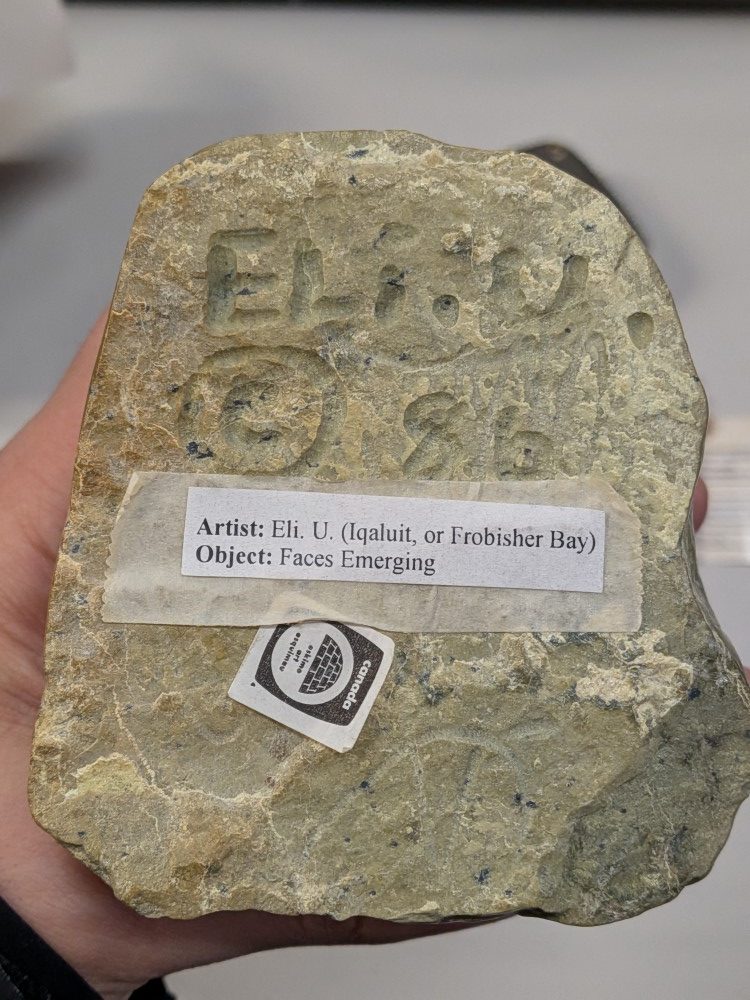 ELi. U.
© 86
Artist: Eli. U. (Iqaluit, or Frobisher Bay)
Object: Faces Emerging
canada
eskimo
art
esquimau